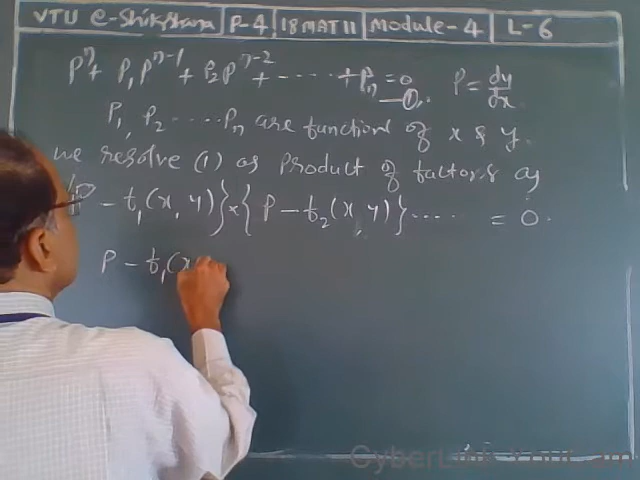 VTU e-Shikshana P-4 18MAT11 Module-4 L-6
pⁿ + P₁pⁿ⁻¹ + P₂pⁿ⁻² + ...... + Pₙ = 0 —①. P = dy/dx.
P₁, P₂ ..... Pₙ are function of x & y.
we resolve (1) as Product of factors as
P - f₁(x, y)} × {P - f₂(x, y)} ..... = 0.
P - f₁(x